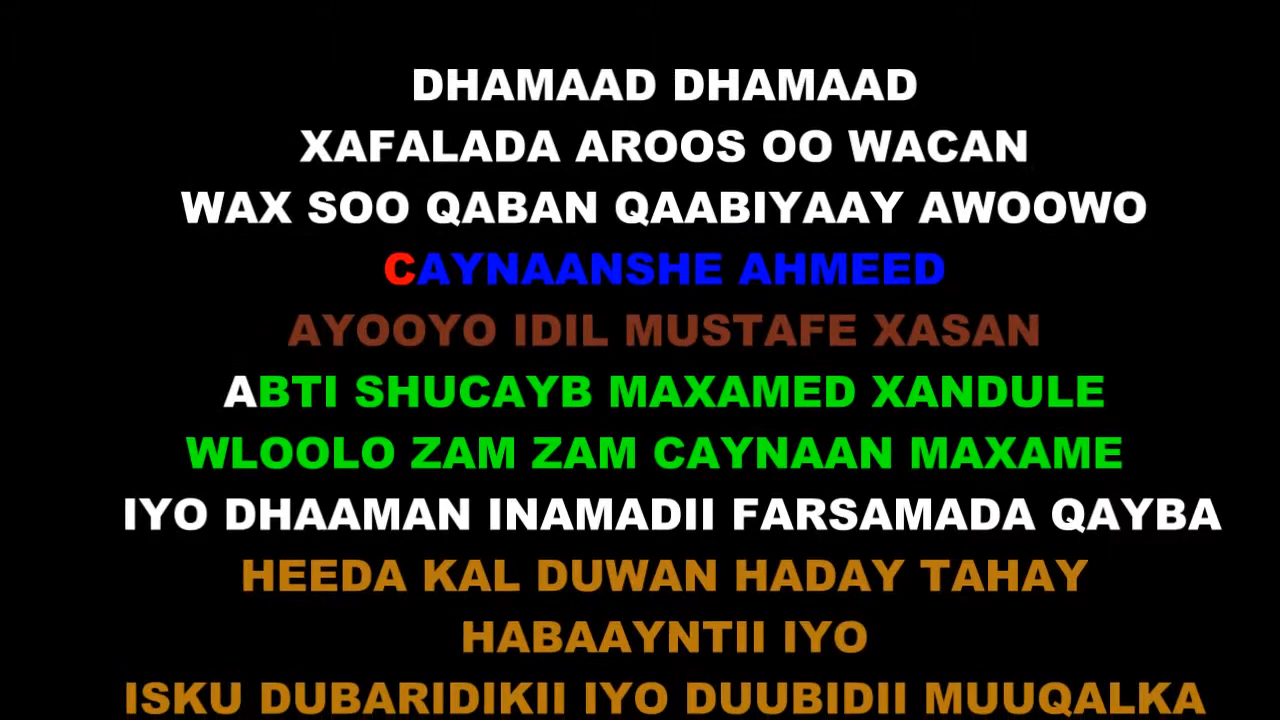 DHAMAAD DHAMAAD
XAFALADA AROOS OO WACAN
WAX SOO QABAN QAABIYAAY AWOOWO
CAYNAANSHE AHMEED
AYOOYO IDIL MUSTAFE XASAN
ABTI SHUCAYB MAXAMED XANDULE
WLOOLO ZAM ZAM CAYNAAN MAXAME
IYO DHAAMAN INAMADII FARSAMADA QAYBA
HEEDA KAL DUWAN HADAY TAHAY
HABAAYNTII IYO
ISKU DUBARIDIKII IYO DUUBIDII MUUQALKA